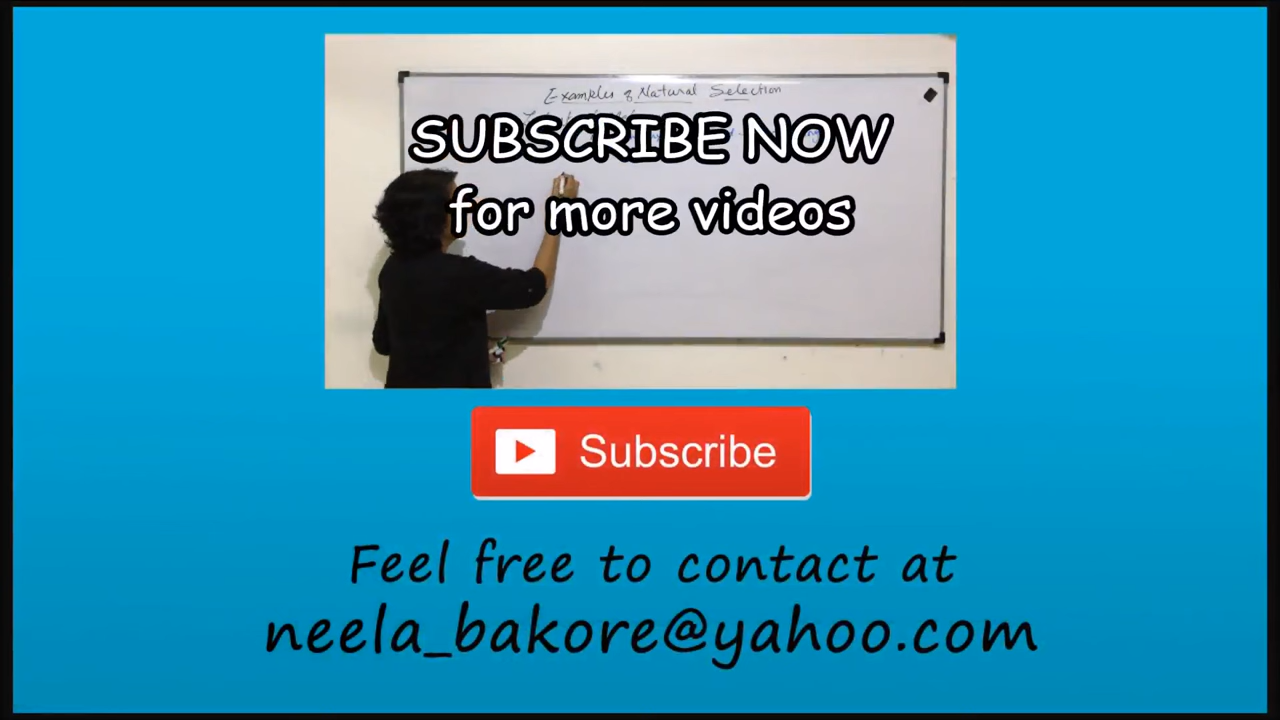 Examples of Natural Selection
SUBSCRIBE NOW
for more videos
Subscribe
Feel free to contact at
neela_bakore@yahoo.com